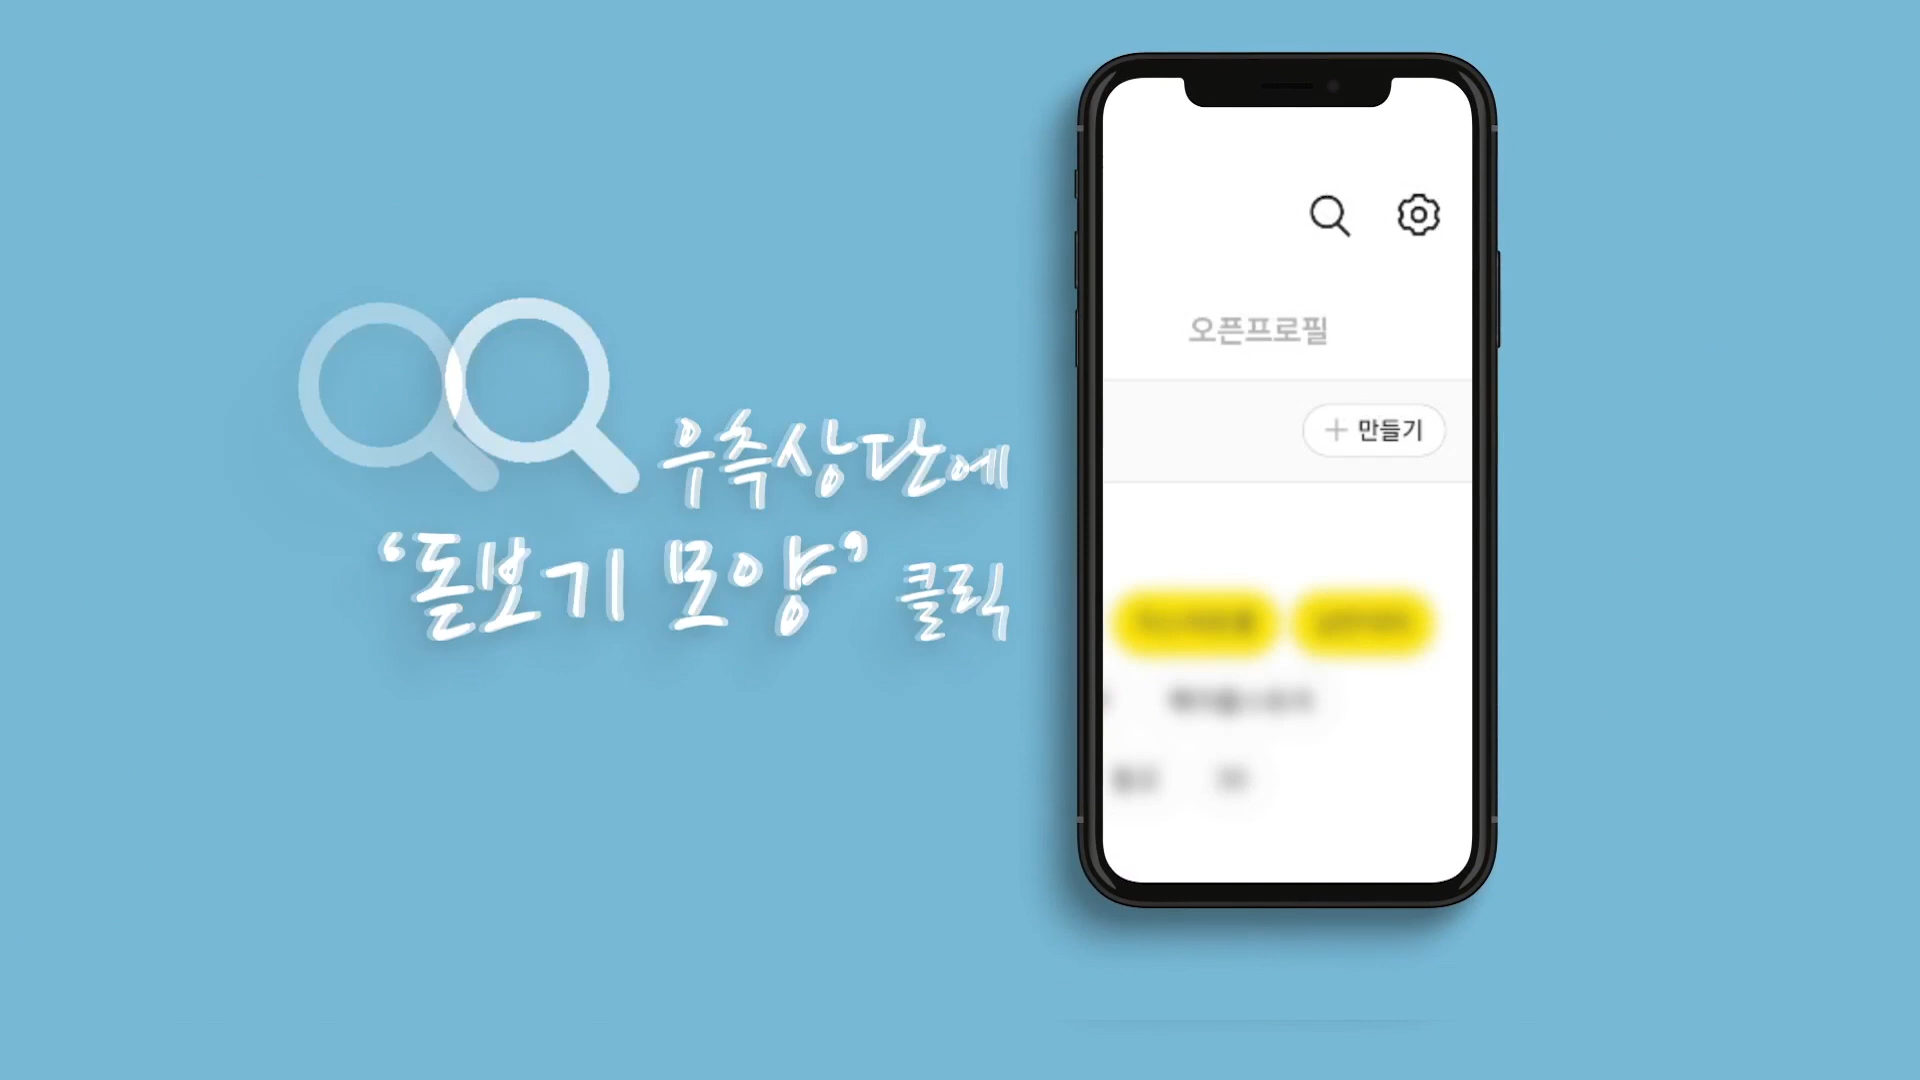 우측상단에
‘돋보기 모양’ 클릭
오픈프로필
+ 만들기